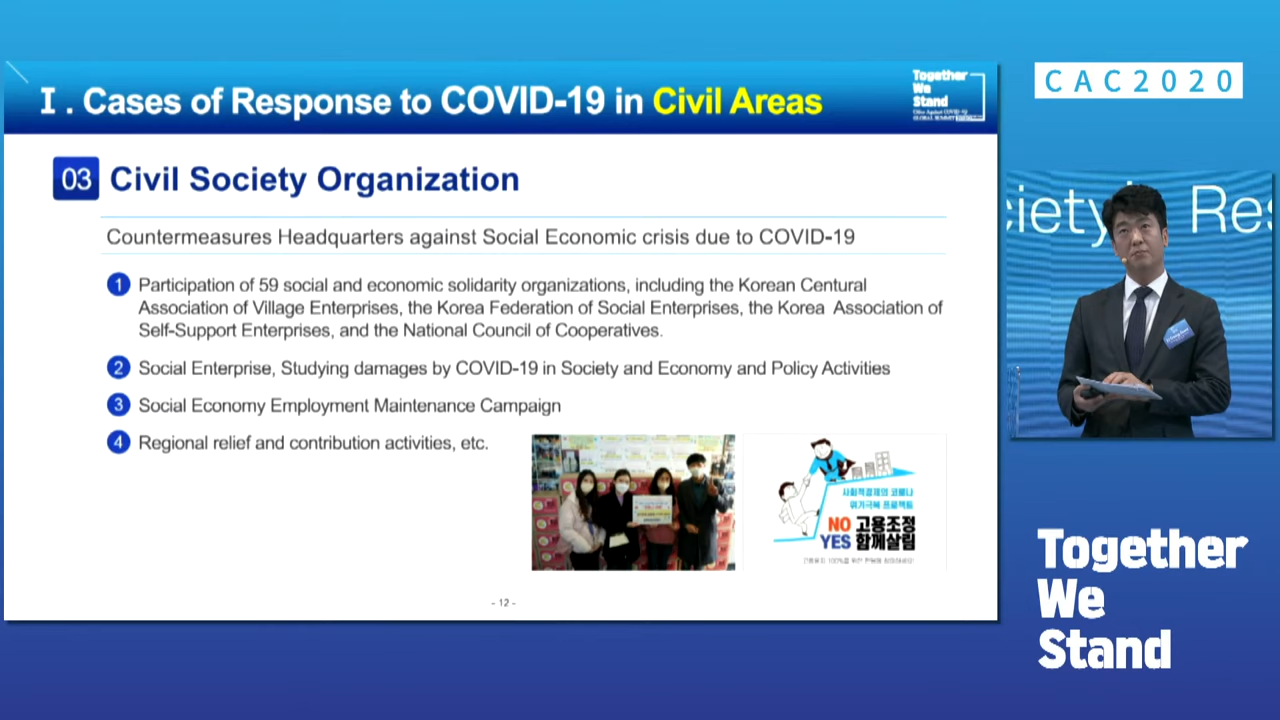 I . Cases of Response to COVID-19 in Civil Areas
Together
We
Stand
GLOBAL SUMMIT
CAC2020
03 Civil Society Organization
Countermeasures Headquarters against Social Economic crisis due to COVID-19
1 Participation of 59 social and economic solidarity organizations, including the Korean Centural
Association of Village Enterprises, the Korea Federation of Social Enterprises, the Korea Association of
Self-Support Enterprises, and the National Council of Cooperatives.
2 Social Enterprise, Studying damages by COVID-19 in Society and Economy and Policy Activities
3 Social Economy Employment Maintenance Campaign
4 Regional relief and contribution activities, etc.
사회적경제의 코로나
위기극복 프로젝트
NO 고용조정
YES 함께살림
- 12 -
ciety's Res
Together
We
Stand